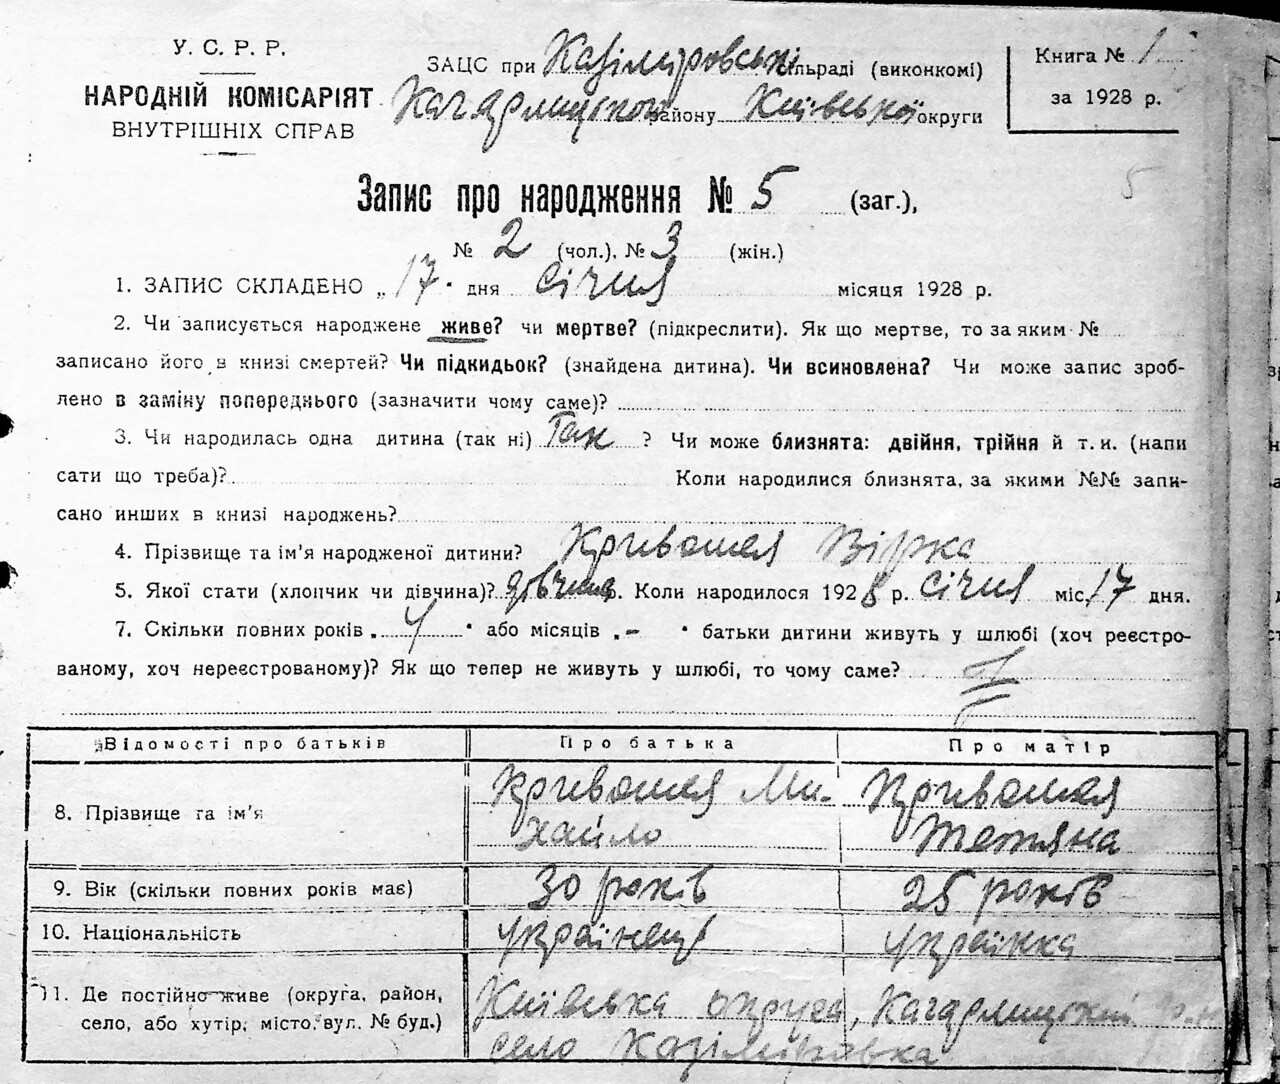 У. С. Р. Р.
НАРОДНІЙ КОМІСАРІЯТ
ВНУТРІШНІХ СПРАВ
ЗАЦС при Казіміровські сільраді (виконкомі)
Кагарлицького району Київської округи
Книга № 1
за 1928 р.
5
Запис про народження № 5 (заг.),
№ 2 (чол.), № 3 (жін.)
1. ЗАПИС СКЛАДЕНО „17" дня січня місяця 1928 р.
2. Чи записується народжене живе? чи мертве? (підкреслити). Як що мертве, то за яким №
записано його в книзі смертей? Чи підкидьок? (знайдена дитина). Чи всиновлена? Чи може запис зроб-
лено в заміну попереднього (зазначити чому саме)?
3. Чи народилась одна дитина (так ні) Так ? Чи може близнята: двійня, трійня й т. и. (напи
сати що треба)? Коли народилися близнята, за якими №№ запи-
сано инших в книзі народжень?
4. Прізвище та ім'я народженої дитини? Кривошея Вірка
5. Якої стати (хлопчик чи дівчина)? дівчина. Коли народилося 1928 р. січня міс. 17 дня.
7. Скільки повних років „ 4 " або місяців „ – " батьки дитини живуть у шлюбі (хоч реєстро-
ваному, хоч нереєстрованому)? Як що тепер не живуть у шлюбі, то чому саме?
Відомості про батьків Про батька Про матір
8. Прізвище та ім'я Кривошея Ми- Кривошея
хайло Тетяна
9. Вік (скільки повних років має) 30 років 25 років
10. Національність Українець Українка
11. Де постійно живе (округа, район, Київська округа, Кагарлицький р-н
село, або хутір, місто, вул. № буд.) село Казіміровка